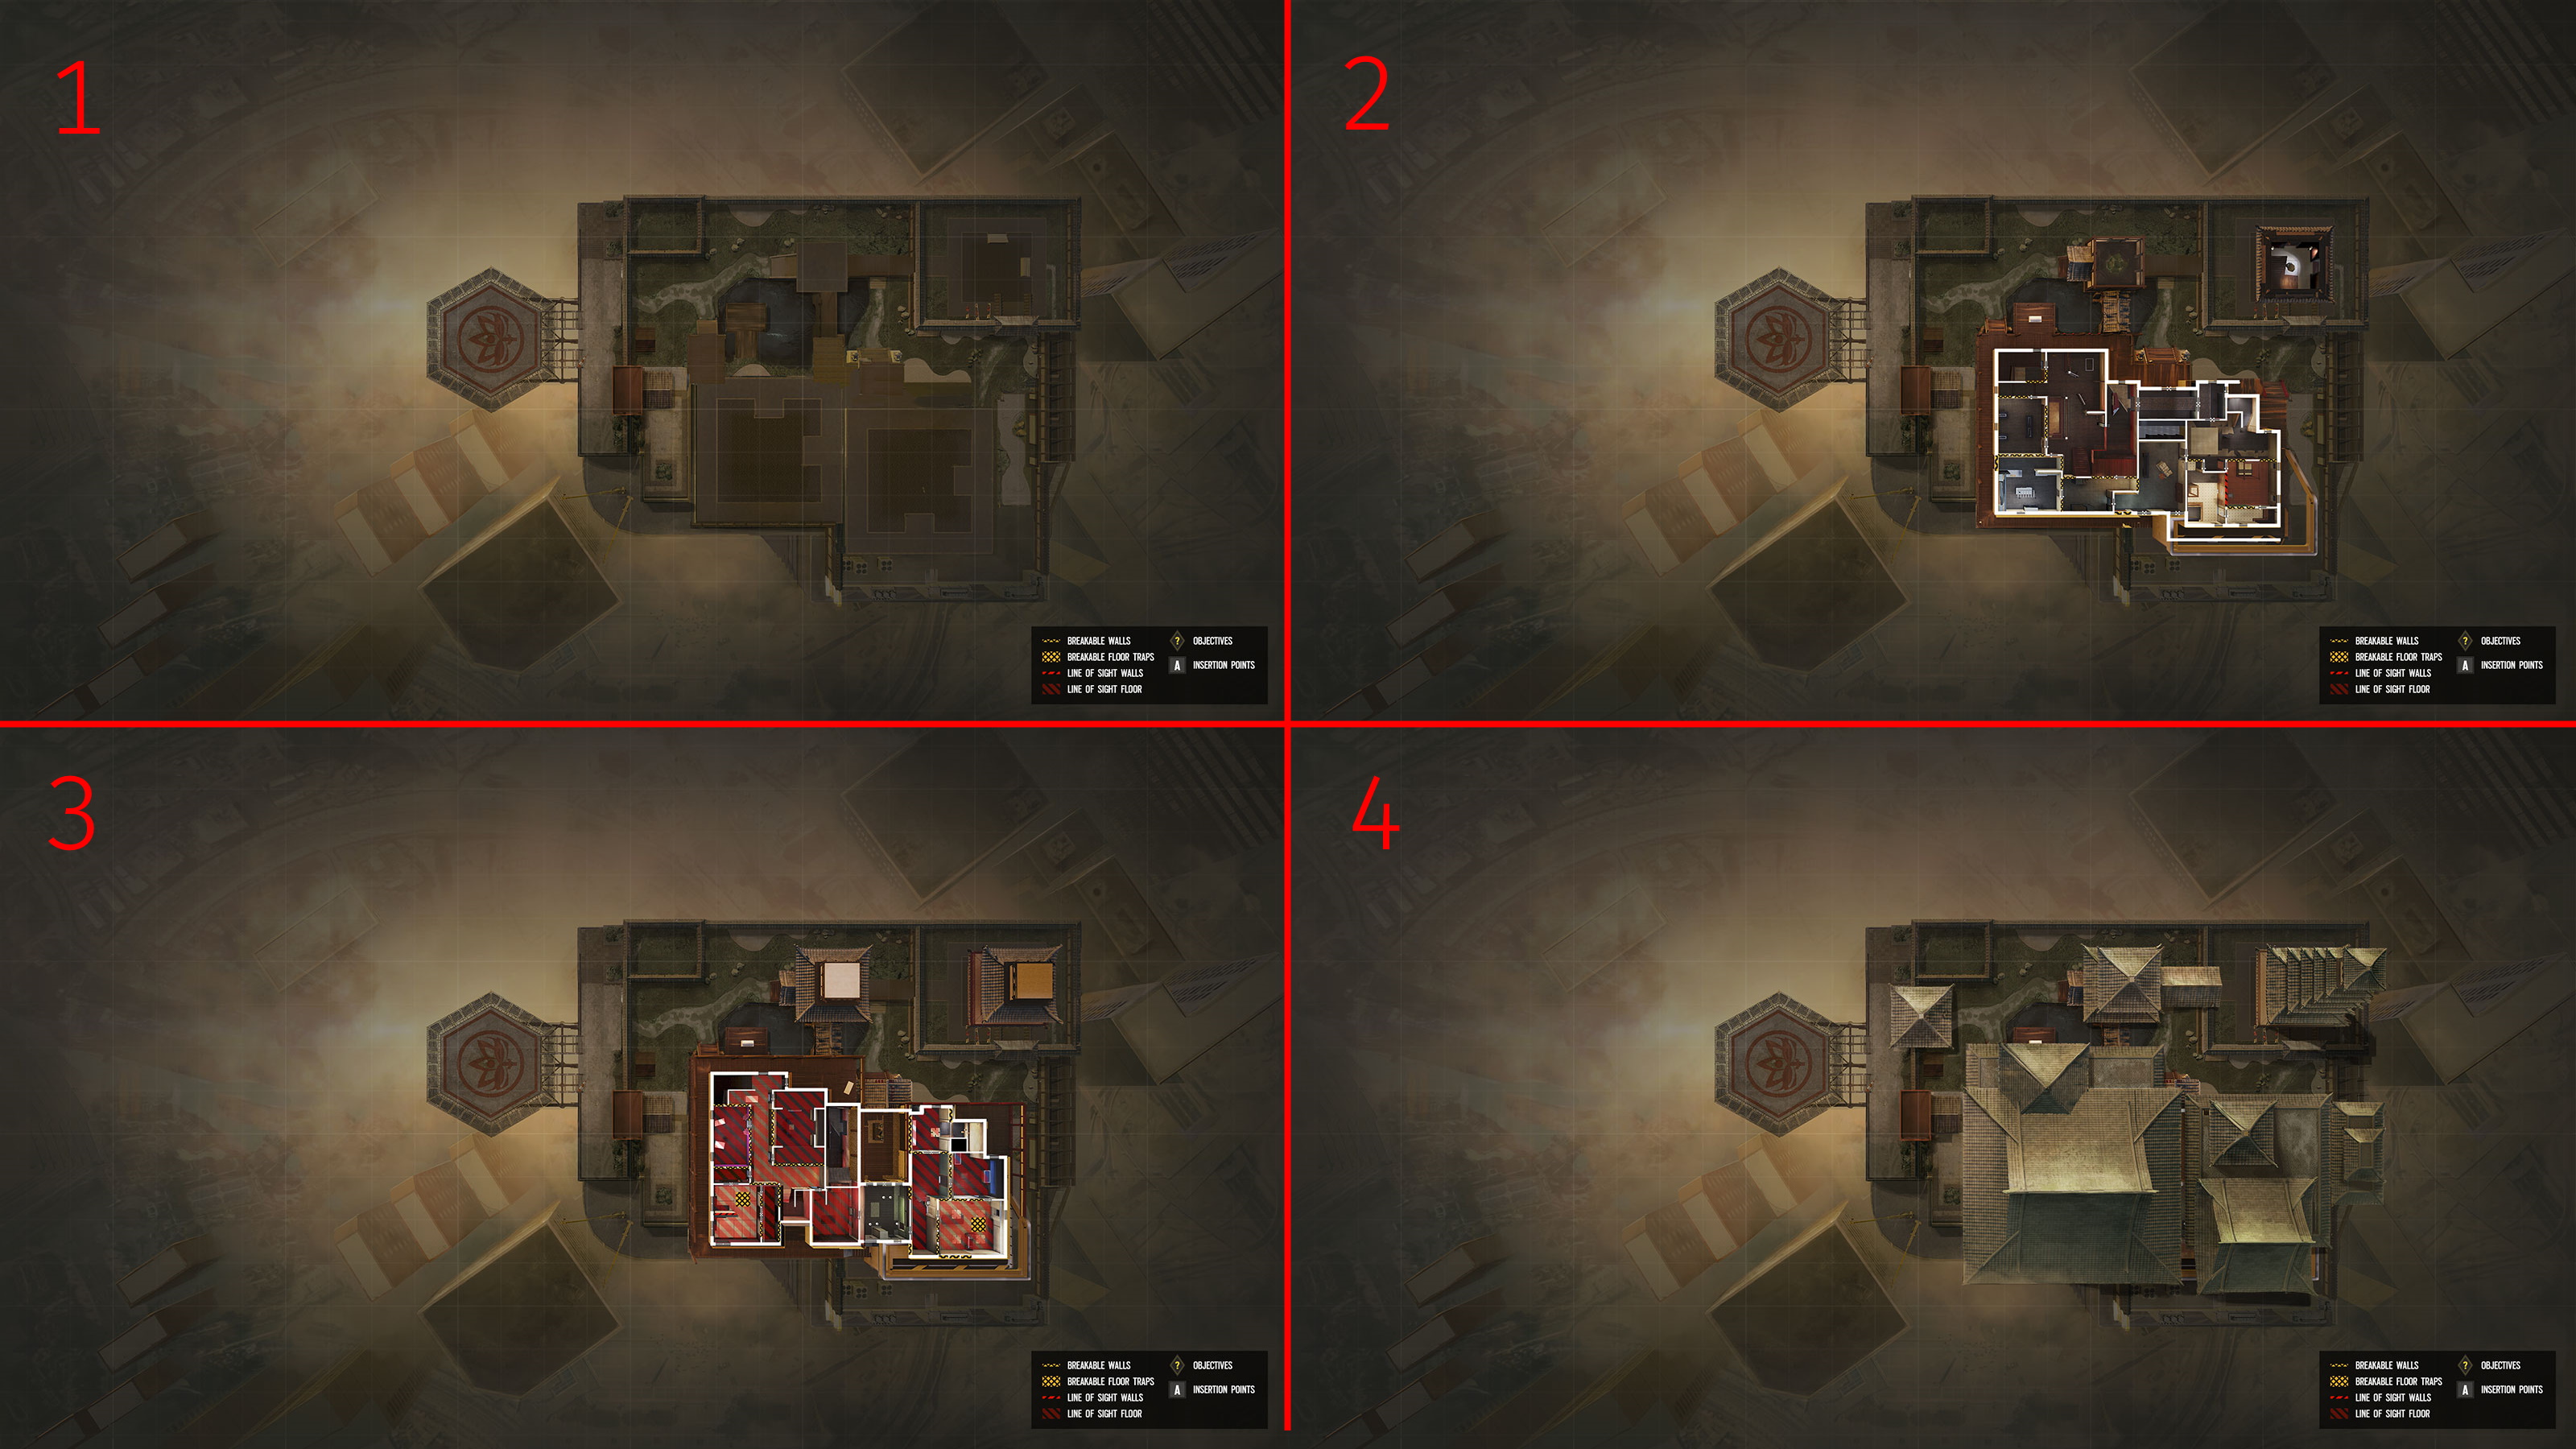 1
BREAKABLE WALLS
BREAKABLE FLOOR TRAPS
LINE OF SIGHT WALLS
LINE OF SIGHT FLOOR
? OBJECTIVES
A INSERTION POINTS
2
BREAKABLE WALLS
BREAKABLE FLOOR TRAPS
LINE OF SIGHT WALLS
LINE OF SIGHT FLOOR
? OBJECTIVES
A INSERTION POINTS
3
BREAKABLE WALLS
BREAKABLE FLOOR TRAPS
LINE OF SIGHT WALLS
LINE OF SIGHT FLOOR
? OBJECTIVES
A INSERTION POINTS
4
BREAKABLE WALLS
BREAKABLE FLOOR TRAPS
LINE OF SIGHT WALLS
LINE OF SIGHT FLOOR
? OBJECTIVES
A INSERTION POINTS